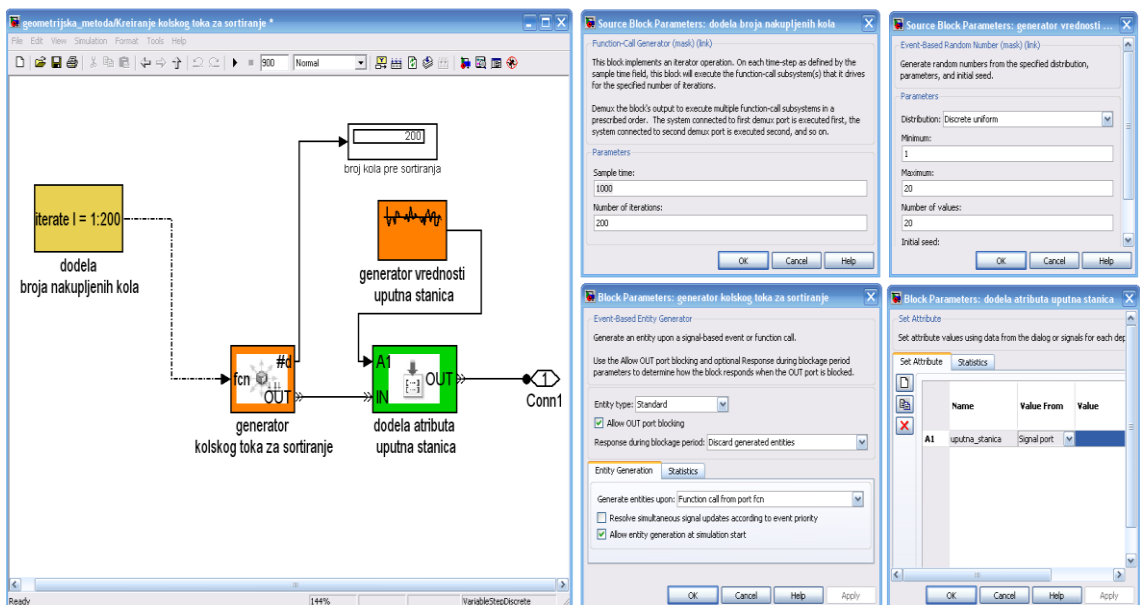 geometrijska_metoda/Kreiranje kolskog toka za sortiranje *
File Edit View Simulation Format Tools Help
900
Normal
200
broj kola pre sortiranja
iterate I = 1:200
dodela
broja nakupljenih kola
generator vrednosti
uputna stanica
#d
fcn
OUT
generator
kolskog toka za sortiranje
A1
IN
OUT
dodela atributa
uputna stanica
1
Conn1
Ready
144%
VariableStepDiscrete
Source Block Parameters: dodela broja nakupljenih kola
Function-Call Generator (mask) (link)
This block implements an iterator operation. On each time-step as defined by the
sample time field, this block will execute the function-call subsystem(s) that it drives
for the specified number of iterations.
Demux the block's output to execute multiple function-call subsystems in a
prescribed order. The system connected to first demux port is executed first, the
system connected to second demux port is executed second, and so on.
Parameters
Sample time:
1000
Number of iterations:
200
OK Cancel Help
Source Block Parameters: generator vrednosti ...
Event-Based Random Number (mask) (link)
Generate random numbers from the specified distribution,
parameters, and initial seed.
Parameters
Distribution: Discrete uniform
Minimum:
1
Maximum:
20
Number of values:
20
Initial seed:
OK Cancel Help
Block Parameters: generator kolskog toka za sortiranje
Event-Based Entity Generator
Generate an entity upon a signal-based event or function call.
Use the Allow OUT port blocking and optional Response during blockage period
parameters to determine how the block responds when the OUT port is blocked.
Entity type: Standard
Allow OUT port blocking
Response during blockage period: Discard generated entities
Entity Generation Statistics
Generate entities upon: Function call from port fcn
Resolve simultaneous signal updates according to event priority
Allow entity generation at simulation start
OK Cancel Help Apply
Block Parameters: dodela atributa uputna stanica
Set Attribute
Set attribute values using data from the dialog or signals for each dep
Set Attribute Statistics
Name Value From Value
A1 uputna_stanica Signal port
OK Cancel Help Apply